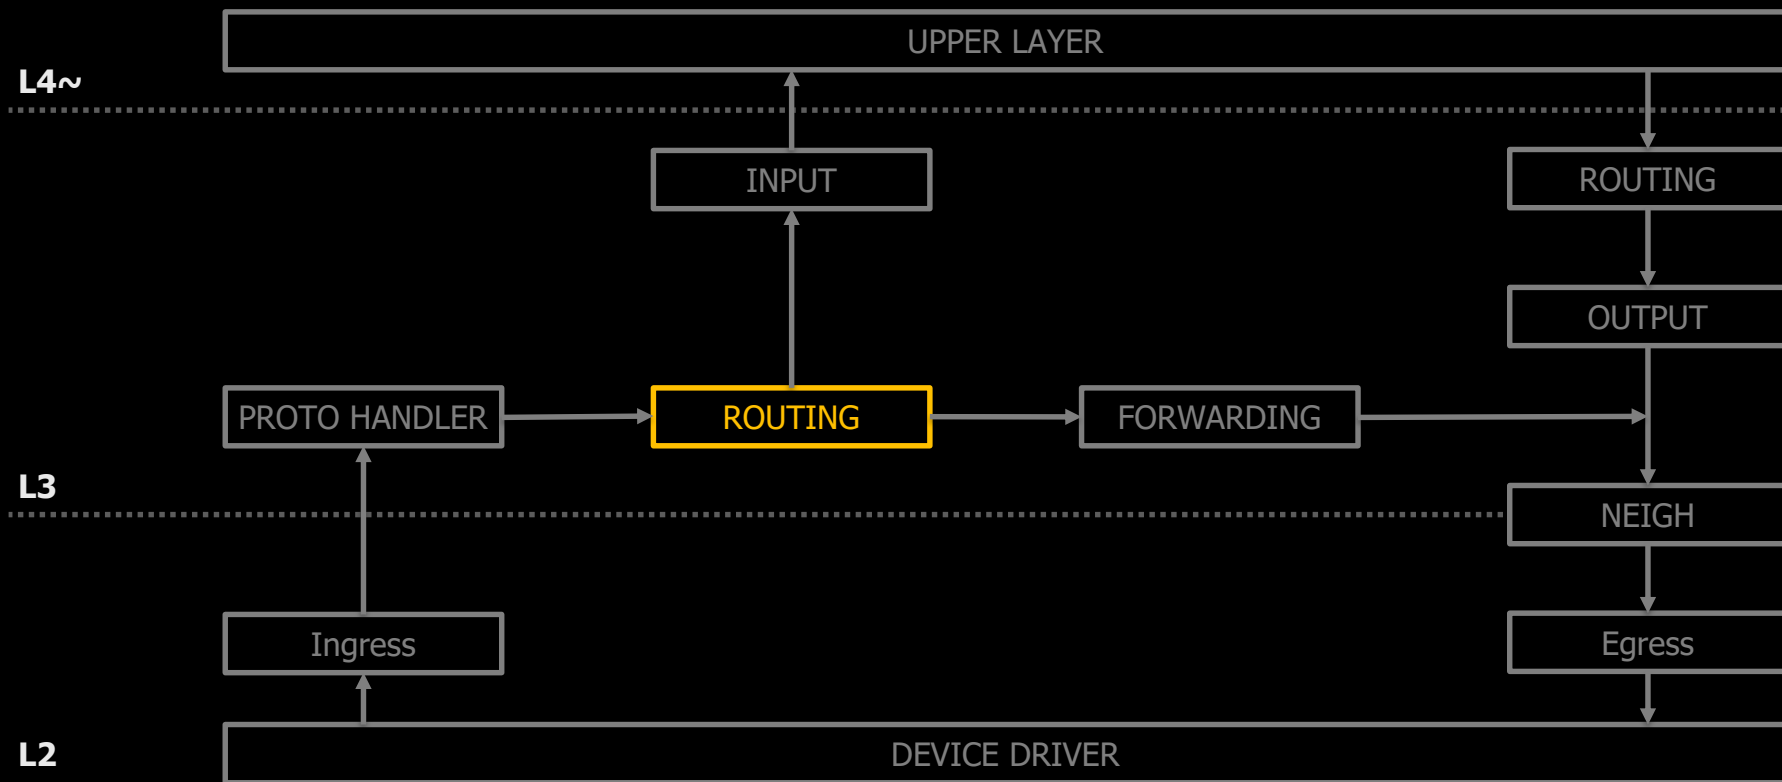 UPPER LAYER
L4~
INPUT
ROUTING
OUTPUT
PROTO HANDLER
ROUTING
FORWARDING
L3
NEIGH
Ingress
Egress
L2
DEVICE DRIVER